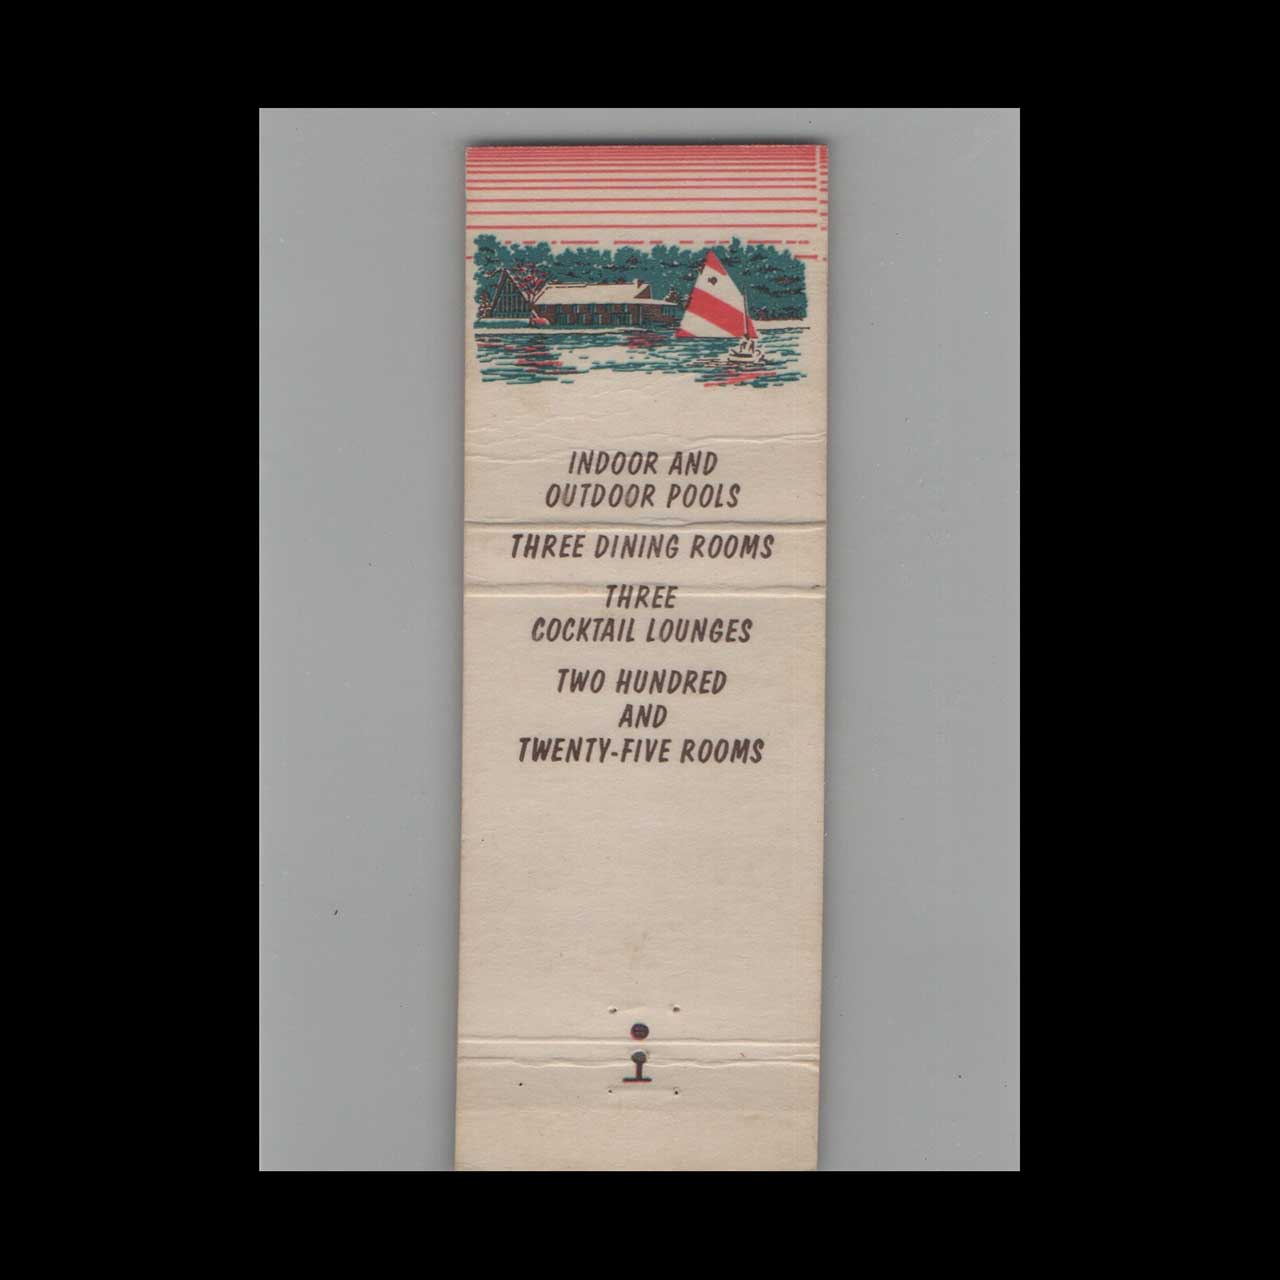 INDOOR AND
OUTDOOR POOLS
THREE DINING ROOMS
THREE
COCKTAIL LOUNGES
TWO HUNDRED
AND
TWENTY-FIVE ROOMS